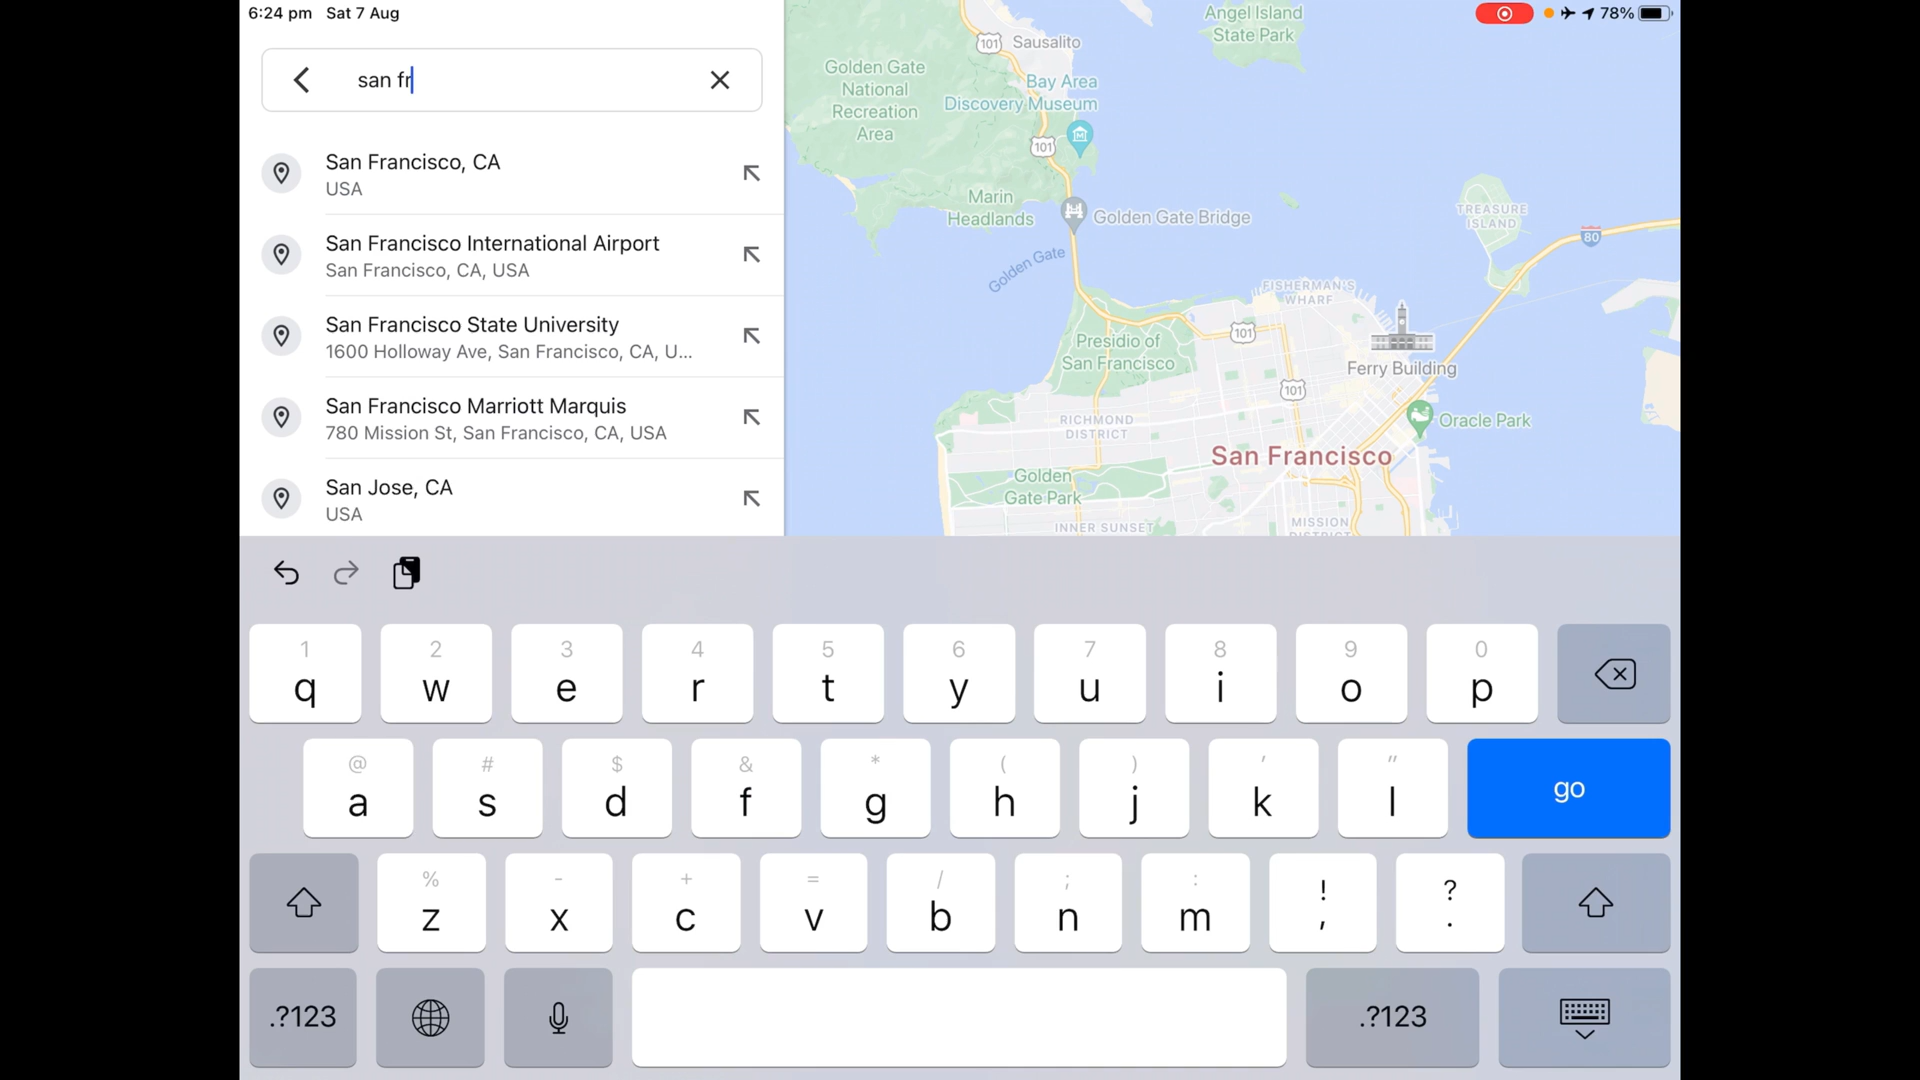 6:24 pm Sat 7 Aug
78%
san fr
San Francisco, CA
USA
San Francisco International Airport
San Francisco, CA, USA
San Francisco State University
1600 Holloway Ave, San Francisco, CA, U...
San Francisco Marriott Marquis
780 Mission St, San Francisco, CA, USA
San Jose, CA
USA
Angel Island
State Park
101
Sausalito
Golden Gate
National
Recreation
Area
Bay Area
Discovery Museum
101
Marin
Headlands
Golden Gate Bridge
TREASURE
ISLAND
80
Golden Gate
FISHERMAN'S
WHARF
101
Presidio of
San Francisco
Ferry Building
101
RICHMOND
DISTRICT
Oracle Park
San Francisco
Golden
Gate Park
INNER SUNSET
MISSION
DISTRICT
1 2 3 4 5 6 7 8 9 0
q w e r t y u i o p
@ # $ & * ( ) ' "
a s d f g h j k l go
% - + = / ; : ! ?
z x c v b n m , .
.?123 .?123